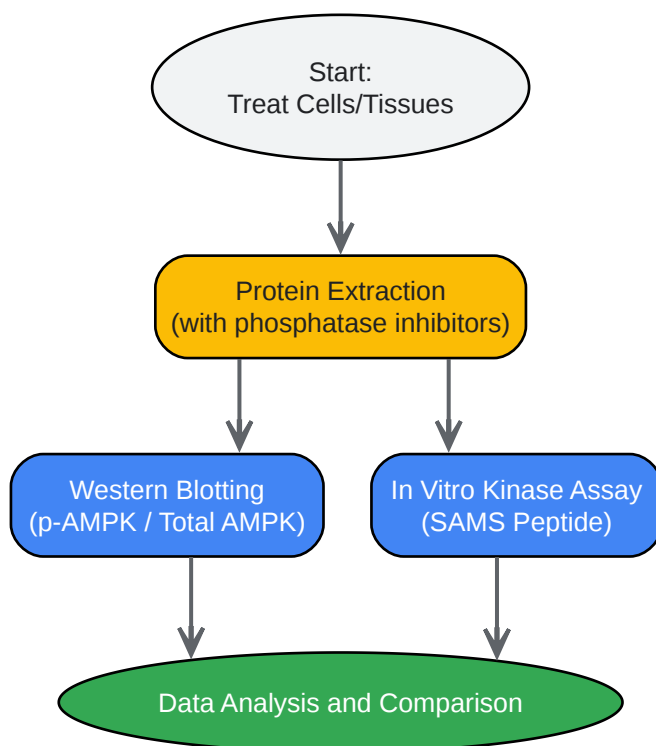 Start:
Treat Cells/Tissues
Protein Extraction
(with phosphatase inhibitors)
Western Blotting
(p-AMPK / Total AMPK)
In Vitro Kinase Assay
(SAMS Peptide)
Data Analysis and Comparison